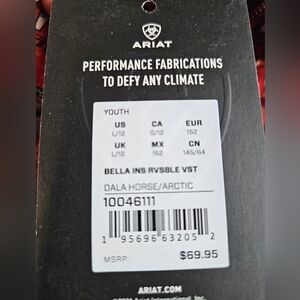 ARIAT
PERFORMANCE FABRICATIONS
TO DEFY ANY CLIMATE
YOUTH
US CA EUR
L/12 G/12 152
UK MX CN
L/12 152 145/64
BELLA INS RVSBLE VST
DALA HORSE/ARCTIC
10046111
1 95696 63205 2
MSRP: $69.95
ARIAT.COM